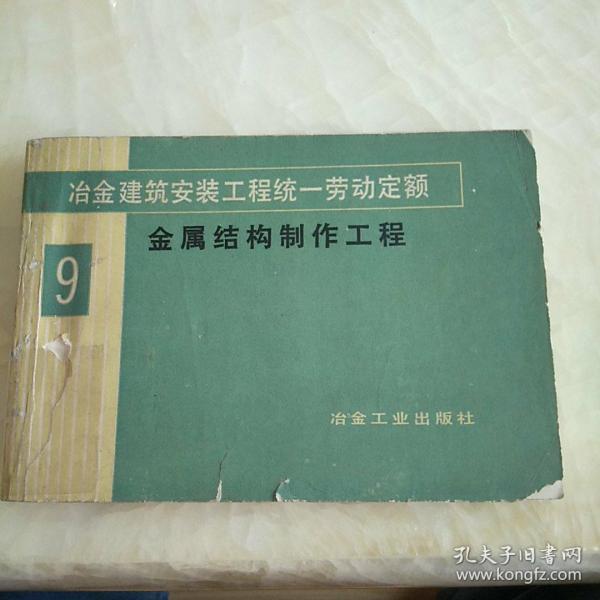 冶金建筑安装工程统一劳动定额
金属结构制作工程
9
冶金工业出版社
孔夫子旧书网
www.kongfz.com